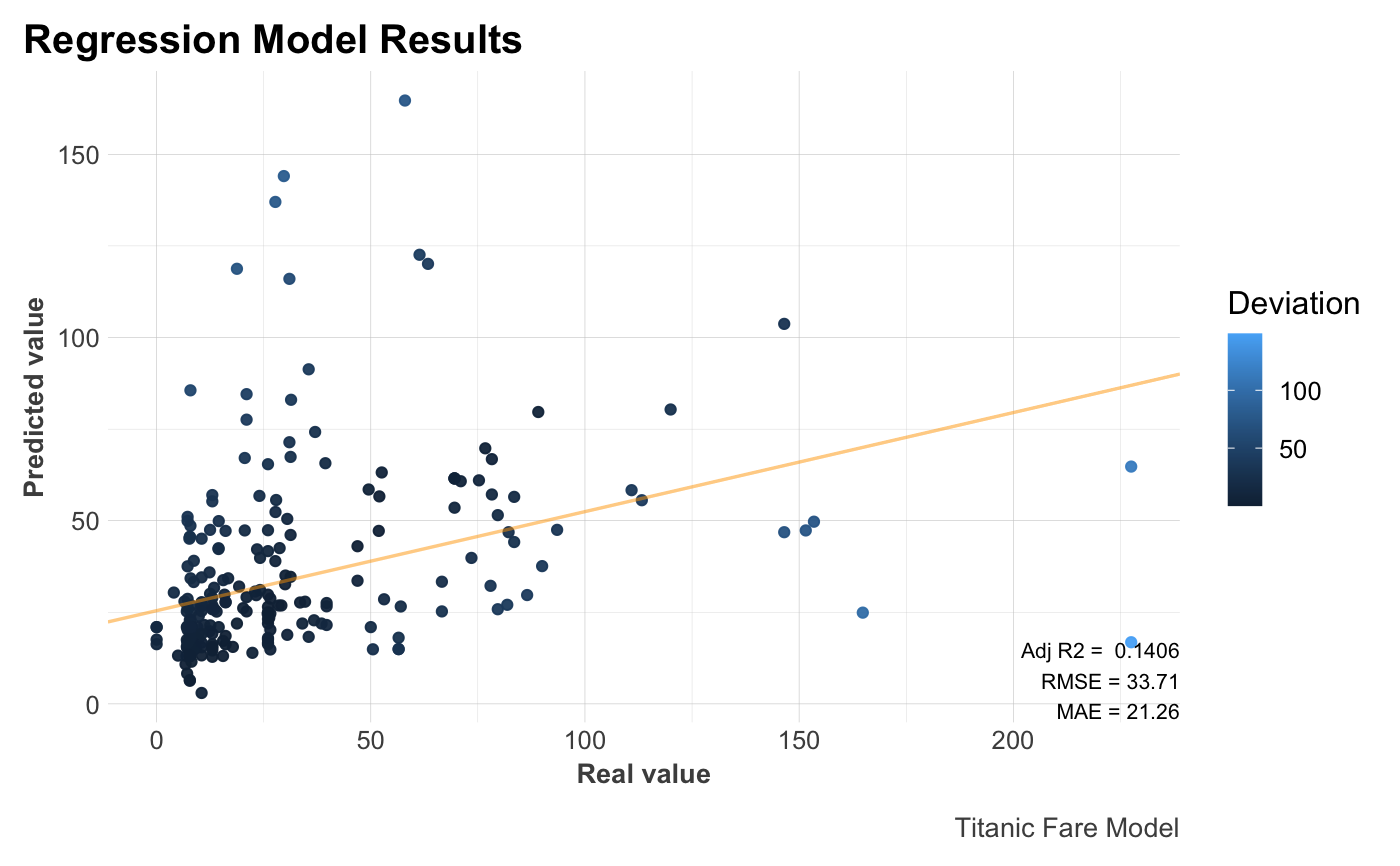 Regression Model Results
Predicted value
150
100
50
0
Adj R2 =  0.1406
RMSE = 33.71
MAE = 21.26
0
50
100
150
200
Real value
Deviation
100
50
Titanic Fare Model